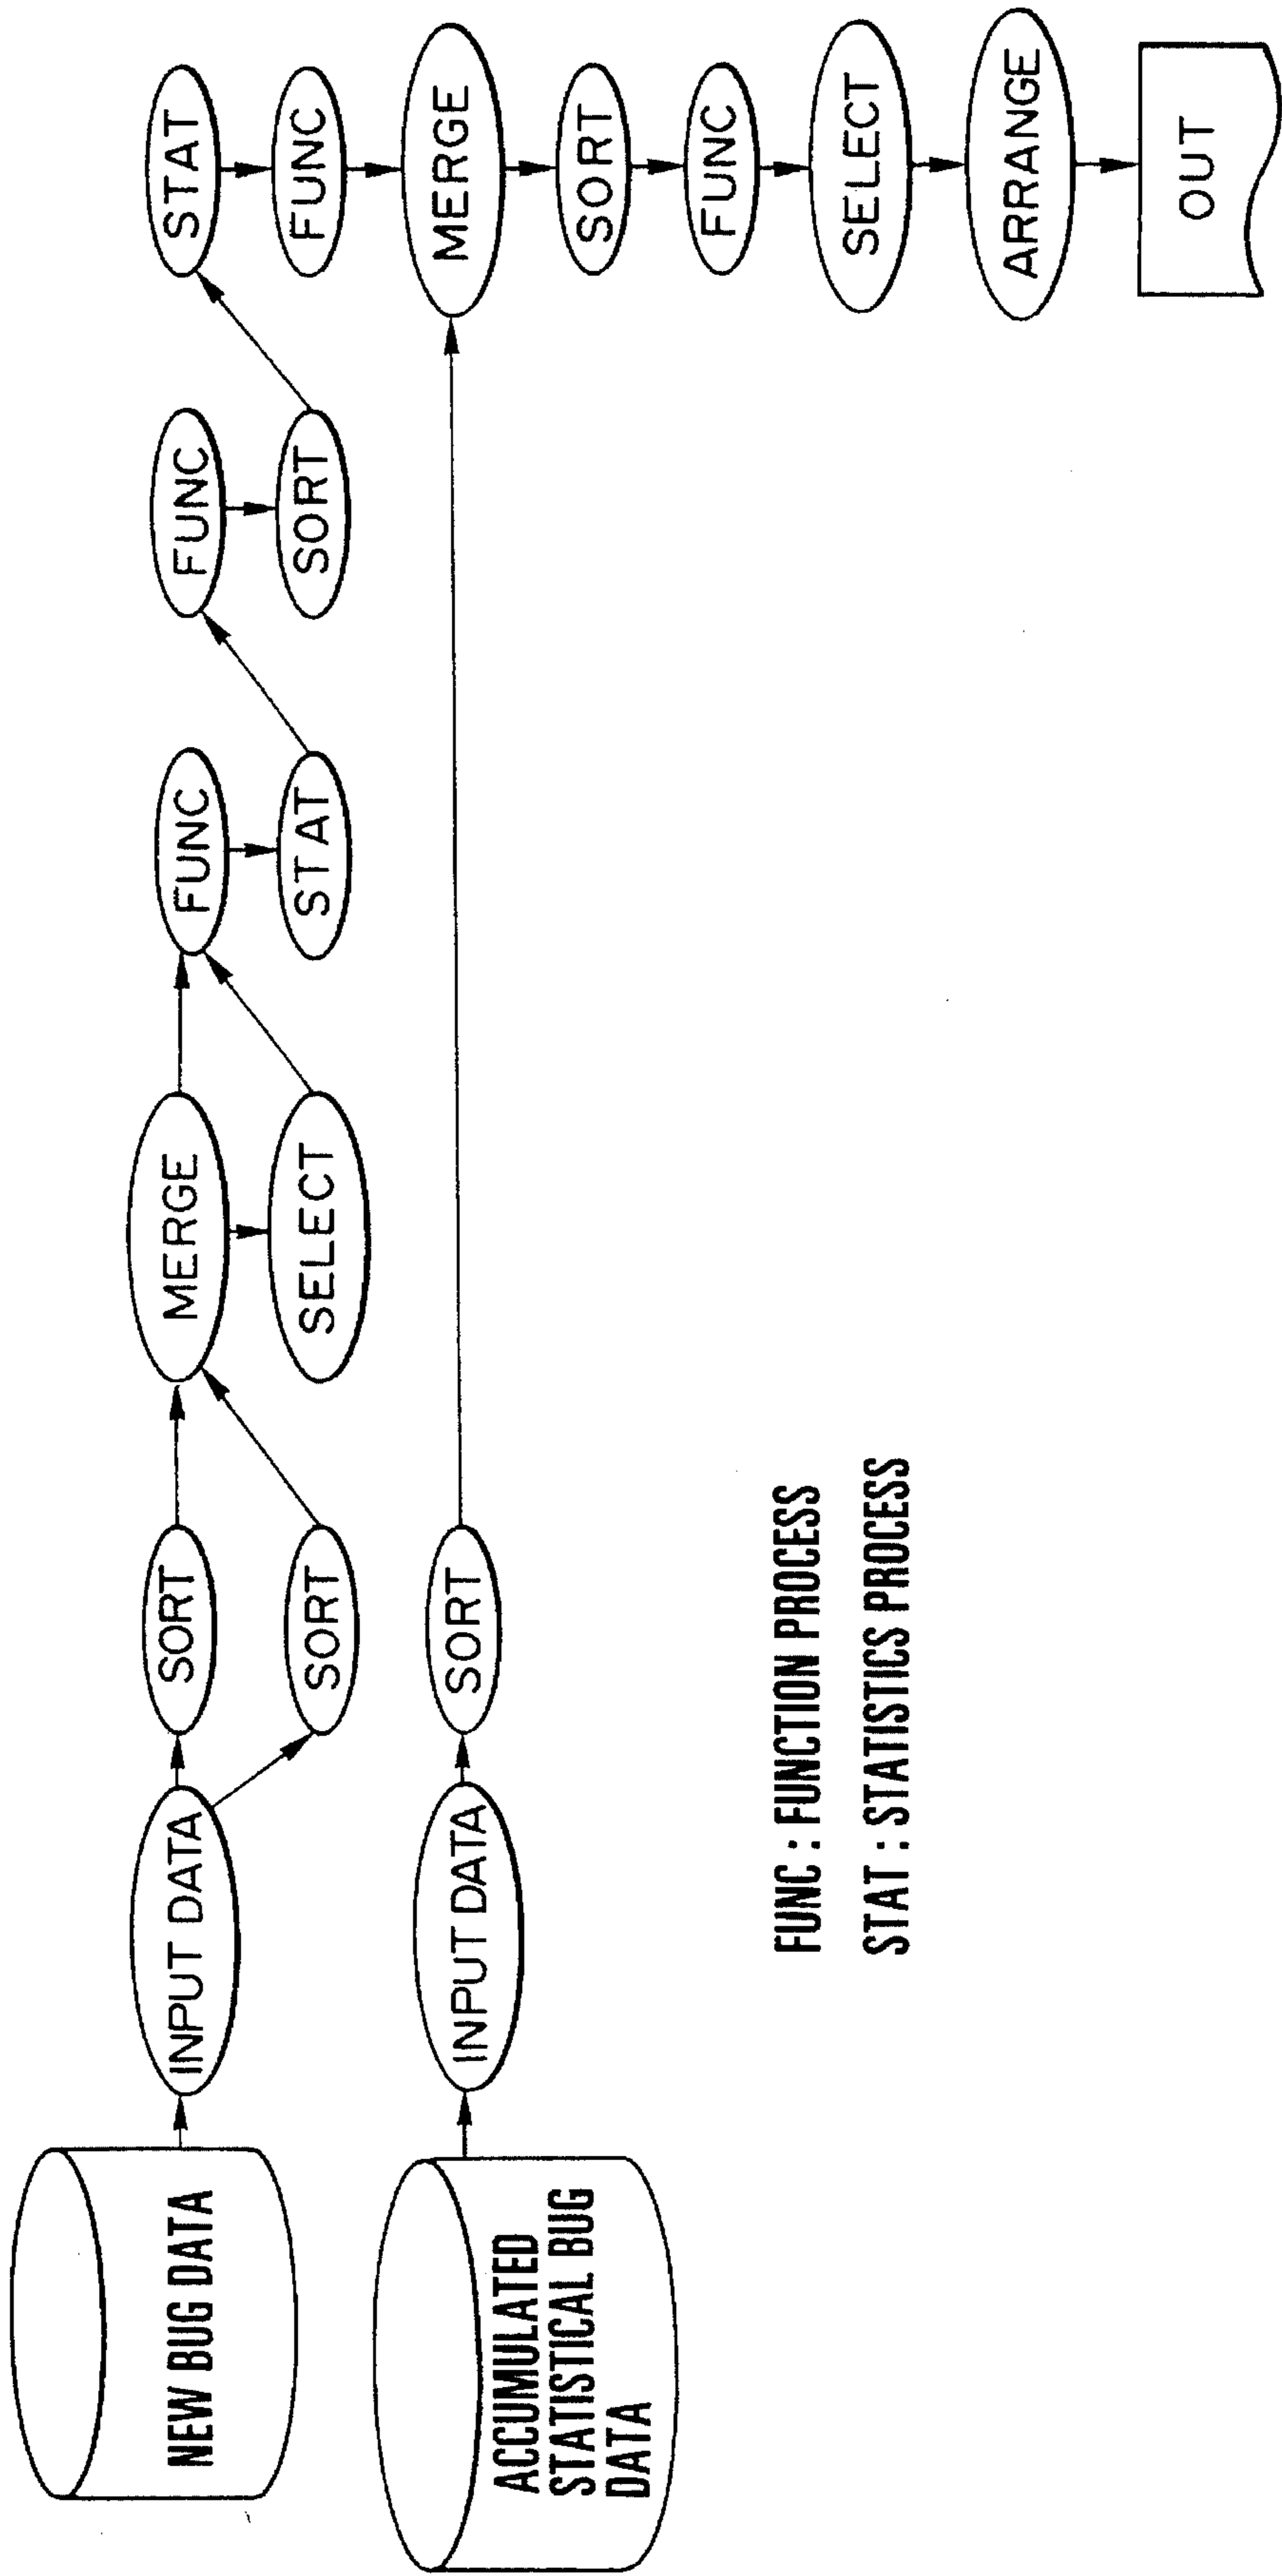 NEW BUG DATA
INPUT DATA
SORT
SORT
MERGE
SELECT
FUNC
STAT
FUNC
SORT
STAT
FUNC
ACCUMULATED
STATISTICAL BUG
DATA
INPUT DATA
SORT
MERGE
SORT
FUNC
SELECT
ARRANGE
OUT
FUNC : FUNCTION PROCESS
STAT : STATISTICS PROCESS